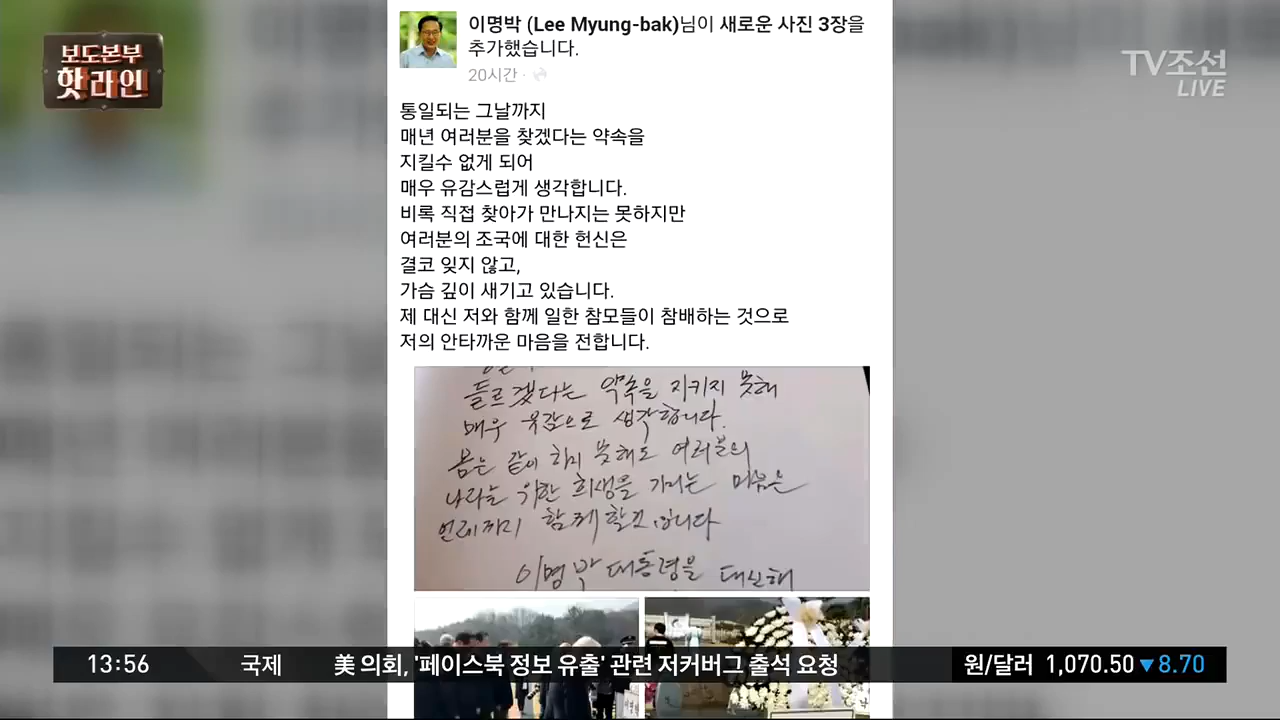 보도본부
핫라인
TV조선
LIVE
이명박 (Lee Myung-bak)님이 새로운 사진 3장을
추가했습니다.
20시간 ·
통일되는 그날까지
매년 여러분을 찾겠다는 약속을
지킬수 없게 되어
매우 유감스럽게 생각합니다.
비록 직접 찾아가 만나지는 못하지만
여러분의 조국에 대한 헌신은
결코 잊지 않고,
가슴 깊이 새기고 있습니다.
제 대신 저와 함께 일한 참모들이 참배하는 것으로
저의 안타까운 마음을 전합니다.
들르겠다는 약속을 지키지 못해
매우 유감으로 생각합니다.
몸은 같이 하지 못해도 여러분의
나라를 위한 희생을 기리는 마음은
언제까지 함께 할것입니다
이명박 대통령을 대신해
13:56 국제 美 의회, '페이스북 정보 유출' 관련 저커버그 출석 요청 원/달러 1,070.50▼8.70